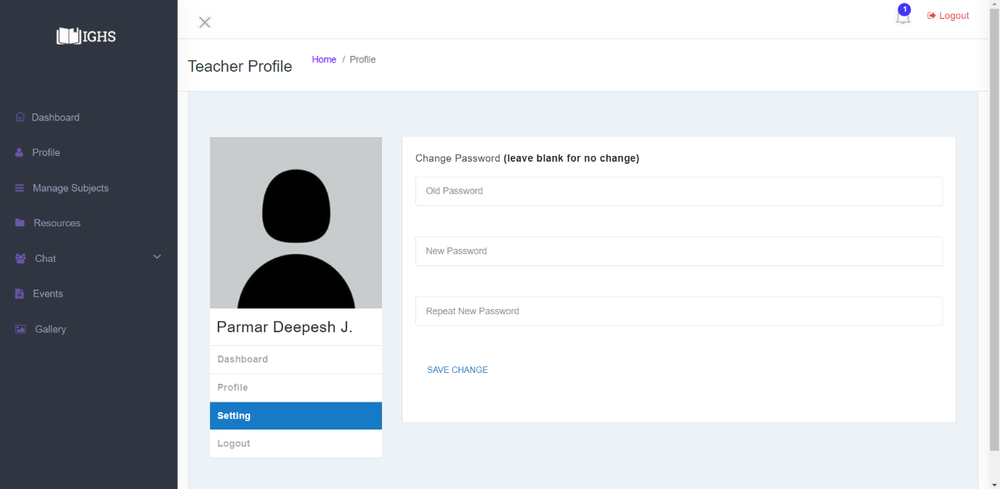 IGHS
Dashboard
Profile
Manage Subjects
Resources
Chat
Events
Gallery
1
Logout
Teacher Profile
Home / Profile
Parmar Deepesh J.
Dashboard
Profile
Setting
Logout
Change Password (leave blank for no change)
Old Password
New Password
Repeat New Password
SAVE CHANGE